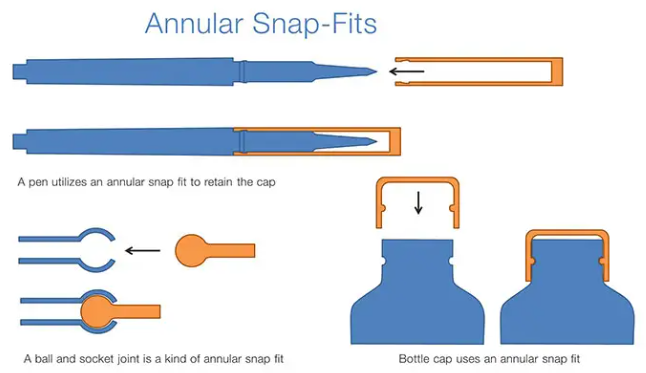 Annular Snap-Fits
A pen utilizes an annular snap fit to retain the cap
A ball and socket joint is a kind of annular snap fit
Bottle cap uses an annular snap fit